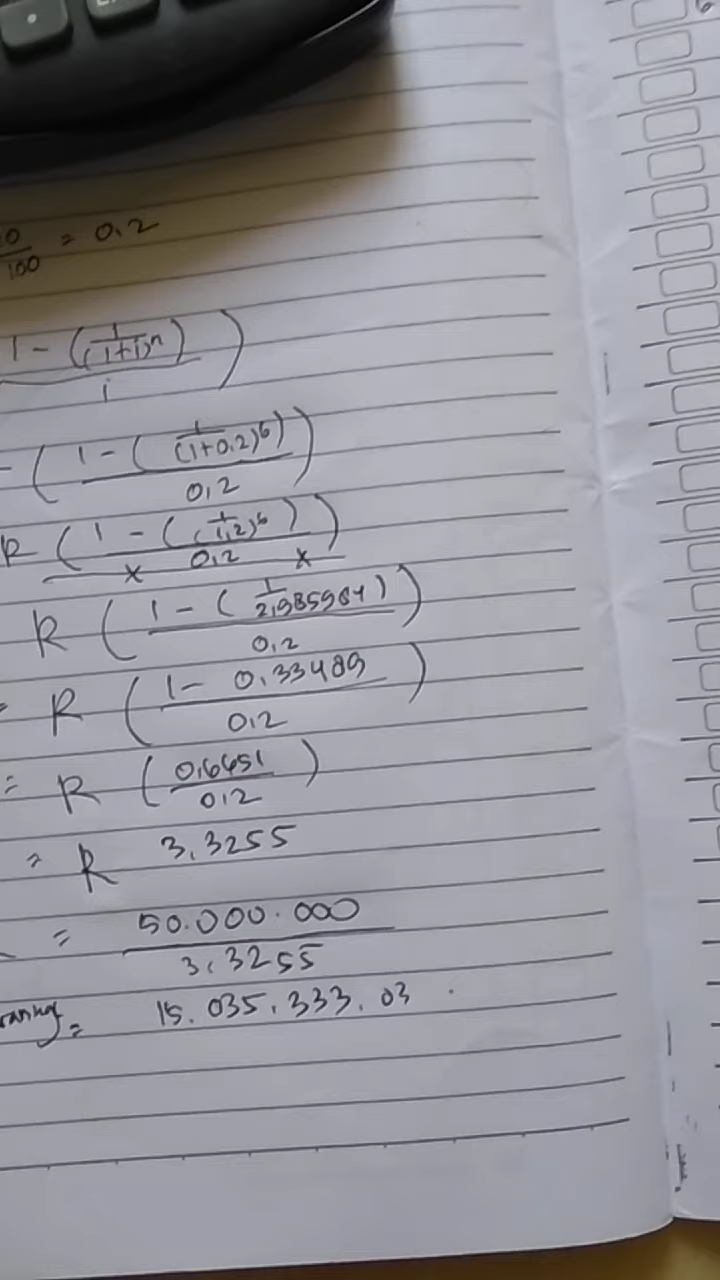 0/100 = 0,2
1 - (1/(1+i)n) / i )
- ( 1 - ( 1/(1+0,2)6 ) / 0,2 )
R ( 1 - ( 1/(1,2)6 ) / 0,2 )
x x
R ( 1 - ( 1/2,985984 ) / 0,2 )
= R ( 1 - 0,33489 / 0,2 )
= R ( 0,6651 / 0,2 )
= R 3,3255
= 50.000.000 / 3,3255
= 15.035.333,03